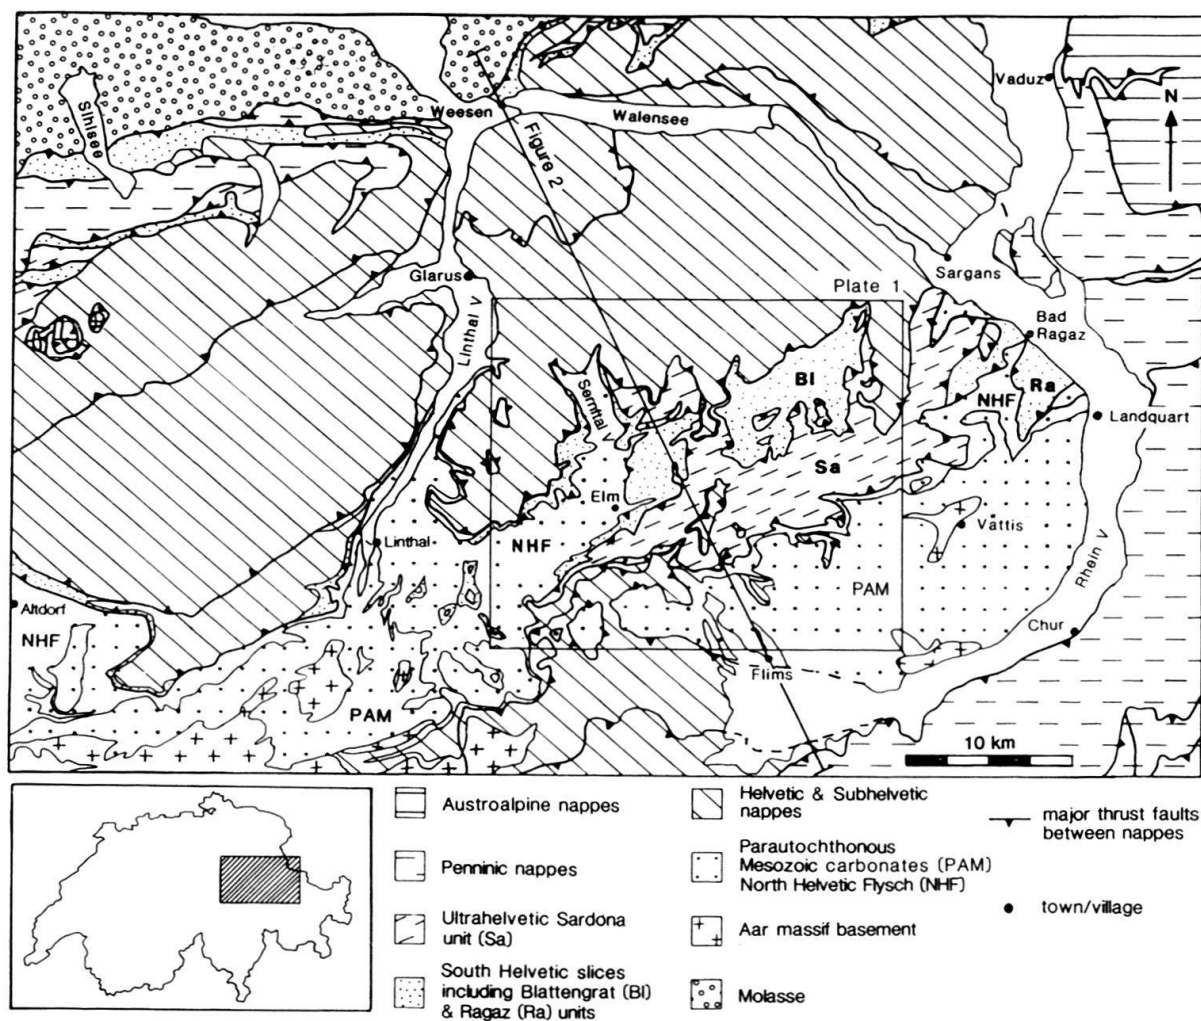 Vaduz
N
Sihlsee
Weesen
Walensee
Figure 2
Glarus
Sargans
Plate 1
Linthal V
Bad
Ragaz
Bl
Ra
NHF
Sernftal
Landquart
Sa
Elm
Vättis
Linthal
NHF
PAM
Rhein V
Altdorf
NHF
Chur
Flims
PAM
10 km
Austroalpine nappes
Penninic nappes
Ultrahelvetic Sardona
unit (Sa)
South Helvetic slices
including Blattengrat (Bl)
& Ragaz (Ra) units
Helvetic & Subhelvetic
nappes
Parautochthonous
Mesozoic carbonates (PAM)
North Helvetic Flysch (NHF)
Aar massif basement
Molasse
major thrust faults
between nappes
town/village